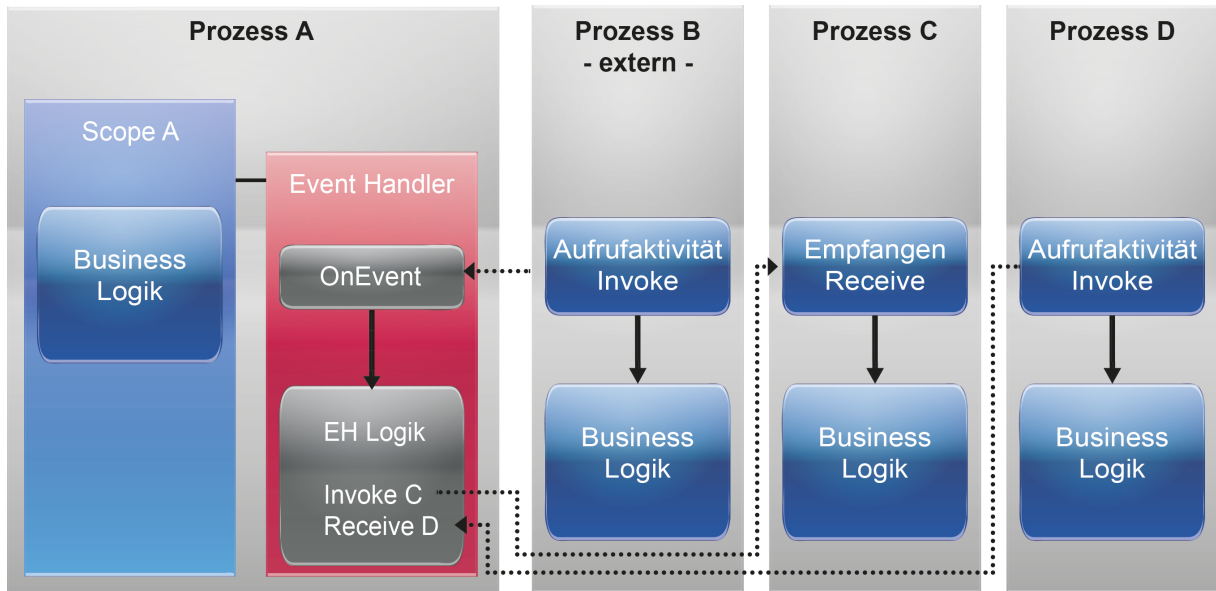 Prozess A
Scope A
Business
Logik
Event Handler
OnEvent
EH Logik
Invoke C
Receive D
Prozess B
- extern -
Aufrufaktivität
Invoke
Business
Logik
Prozess C
Empfangen
Receive
Business
Logik
Prozess D
Aufrufaktivität
Invoke
Business
Logik